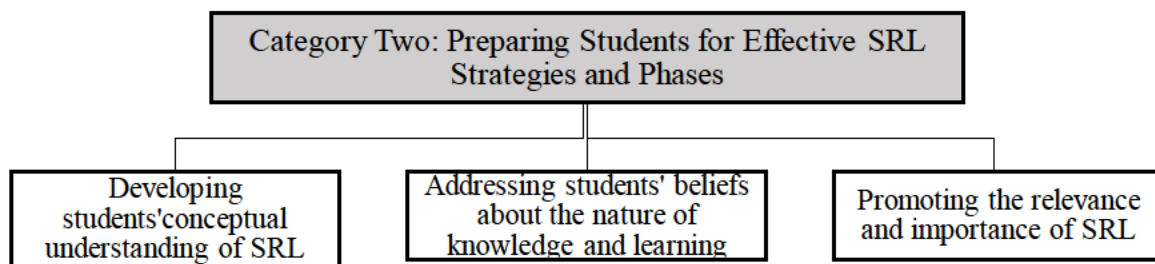 Category Two: Preparing Students for Effective SRL
Strategies and Phases
Developing
students'conceptual
understanding of SRL
Addressing students' beliefs
about the nature of
knowledge and learning
Promoting the relevance
and importance of SRL